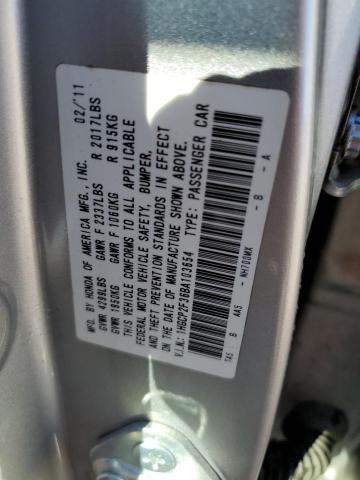 MFD. BY HONDA OF AMERICA MFG., INC. 02/'11
GVWR 4299LBS GAWR F 2337LBS R 2017LBS
GVWR 1950KG GAWR F 1060KG R 915KG
THIS VEHICLE CONFORMS TO ALL APPLICABLE
FEDERAL MOTOR VEHICLE SAFETY, BUMPER,
AND THEFT PREVENTION STANDARDS IN EFFECT
ON THE DATE OF MANUFACTURE SHOWN ABOVE.
V.I.N: 1HGCP2F36BA103654 TYPE: PASSENGER CAR
TA5 B AA5 - NH700MX - B - A